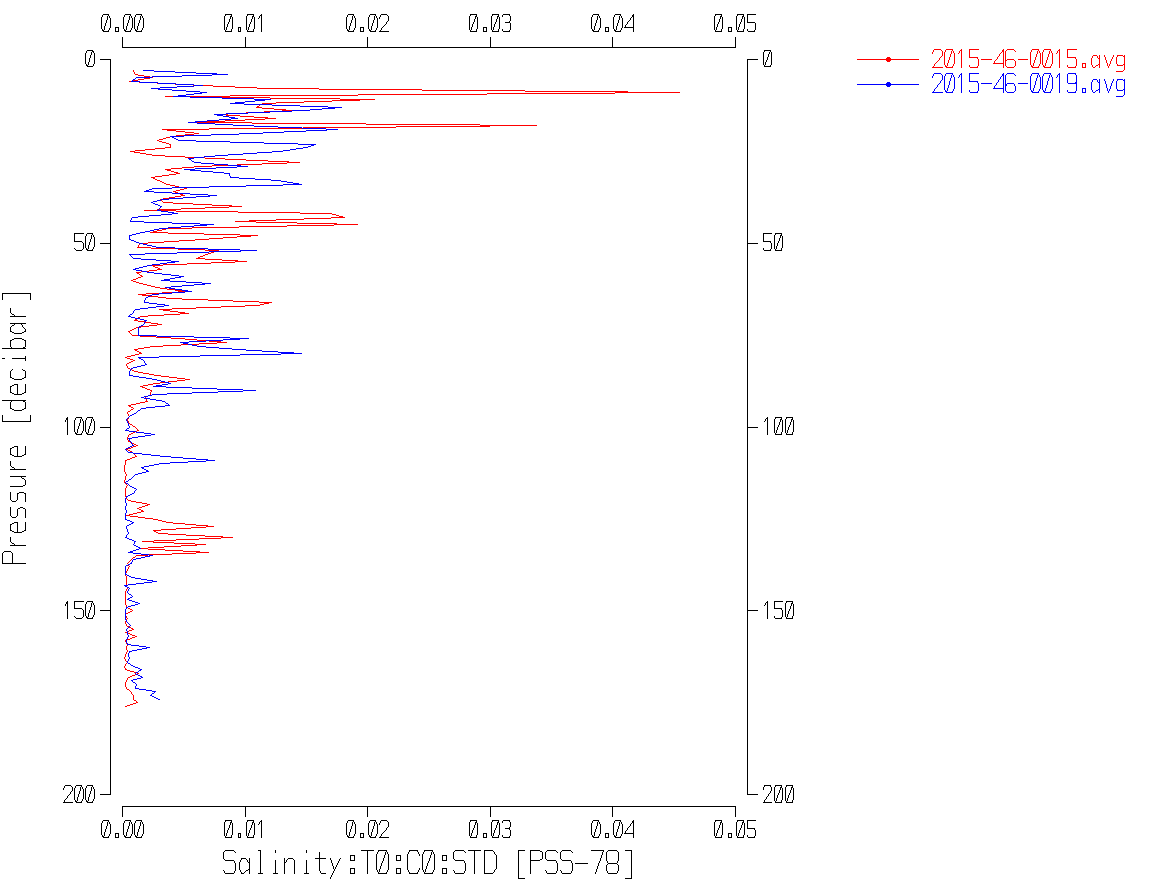 0.00 0.01 0.02 0.03 0.04 0.05
0 0
2015-46-0015.avg
2015-46-0019.avg
50 50
Pressure [decibar]
100 100
150 150
200 200
0.00 0.01 0.02 0.03 0.04 0.05
Salinity:T0:C0:STD [PSS-78]